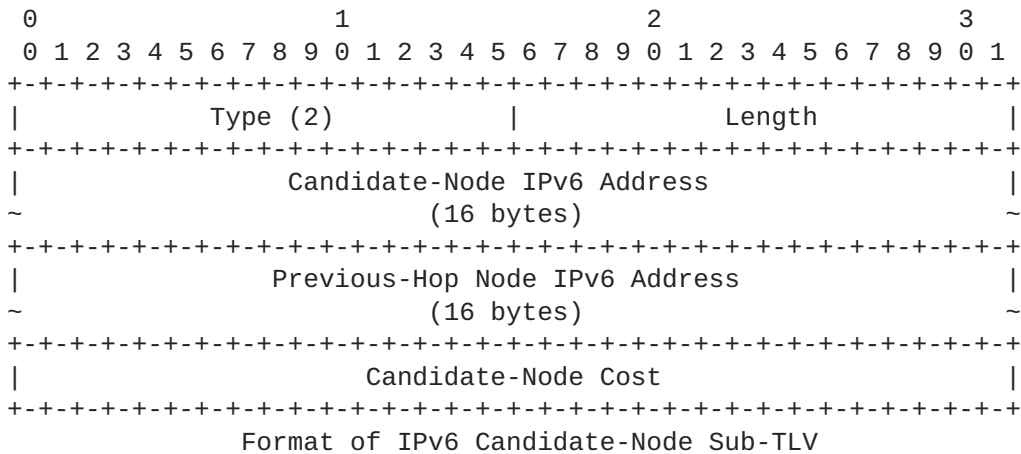 0                   1                   2                   3
 0 1 2 3 4 5 6 7 8 9 0 1 2 3 4 5 6 7 8 9 0 1 2 3 4 5 6 7 8 9 0 1
+-+-+-+-+-+-+-+-+-+-+-+-+-+-+-+-+-+-+-+-+-+-+-+-+-+-+-+-+-+-+-+-+
|            Type (2)           |             Length            |
+-+-+-+-+-+-+-+-+-+-+-+-+-+-+-+-+-+-+-+-+-+-+-+-+-+-+-+-+-+-+-+-+
|                 Candidate-Node IPv6 Address                   |
~                          (16 bytes)                           ~
+-+-+-+-+-+-+-+-+-+-+-+-+-+-+-+-+-+-+-+-+-+-+-+-+-+-+-+-+-+-+-+-+
|                Previous-Hop Node IPv6 Address                 |
~                          (16 bytes)                           ~
+-+-+-+-+-+-+-+-+-+-+-+-+-+-+-+-+-+-+-+-+-+-+-+-+-+-+-+-+-+-+-+-+
|                      Candidate-Node Cost                      |
+-+-+-+-+-+-+-+-+-+-+-+-+-+-+-+-+-+-+-+-+-+-+-+-+-+-+-+-+-+-+-+-+
               Format of IPv6 Candidate-Node Sub-TLV